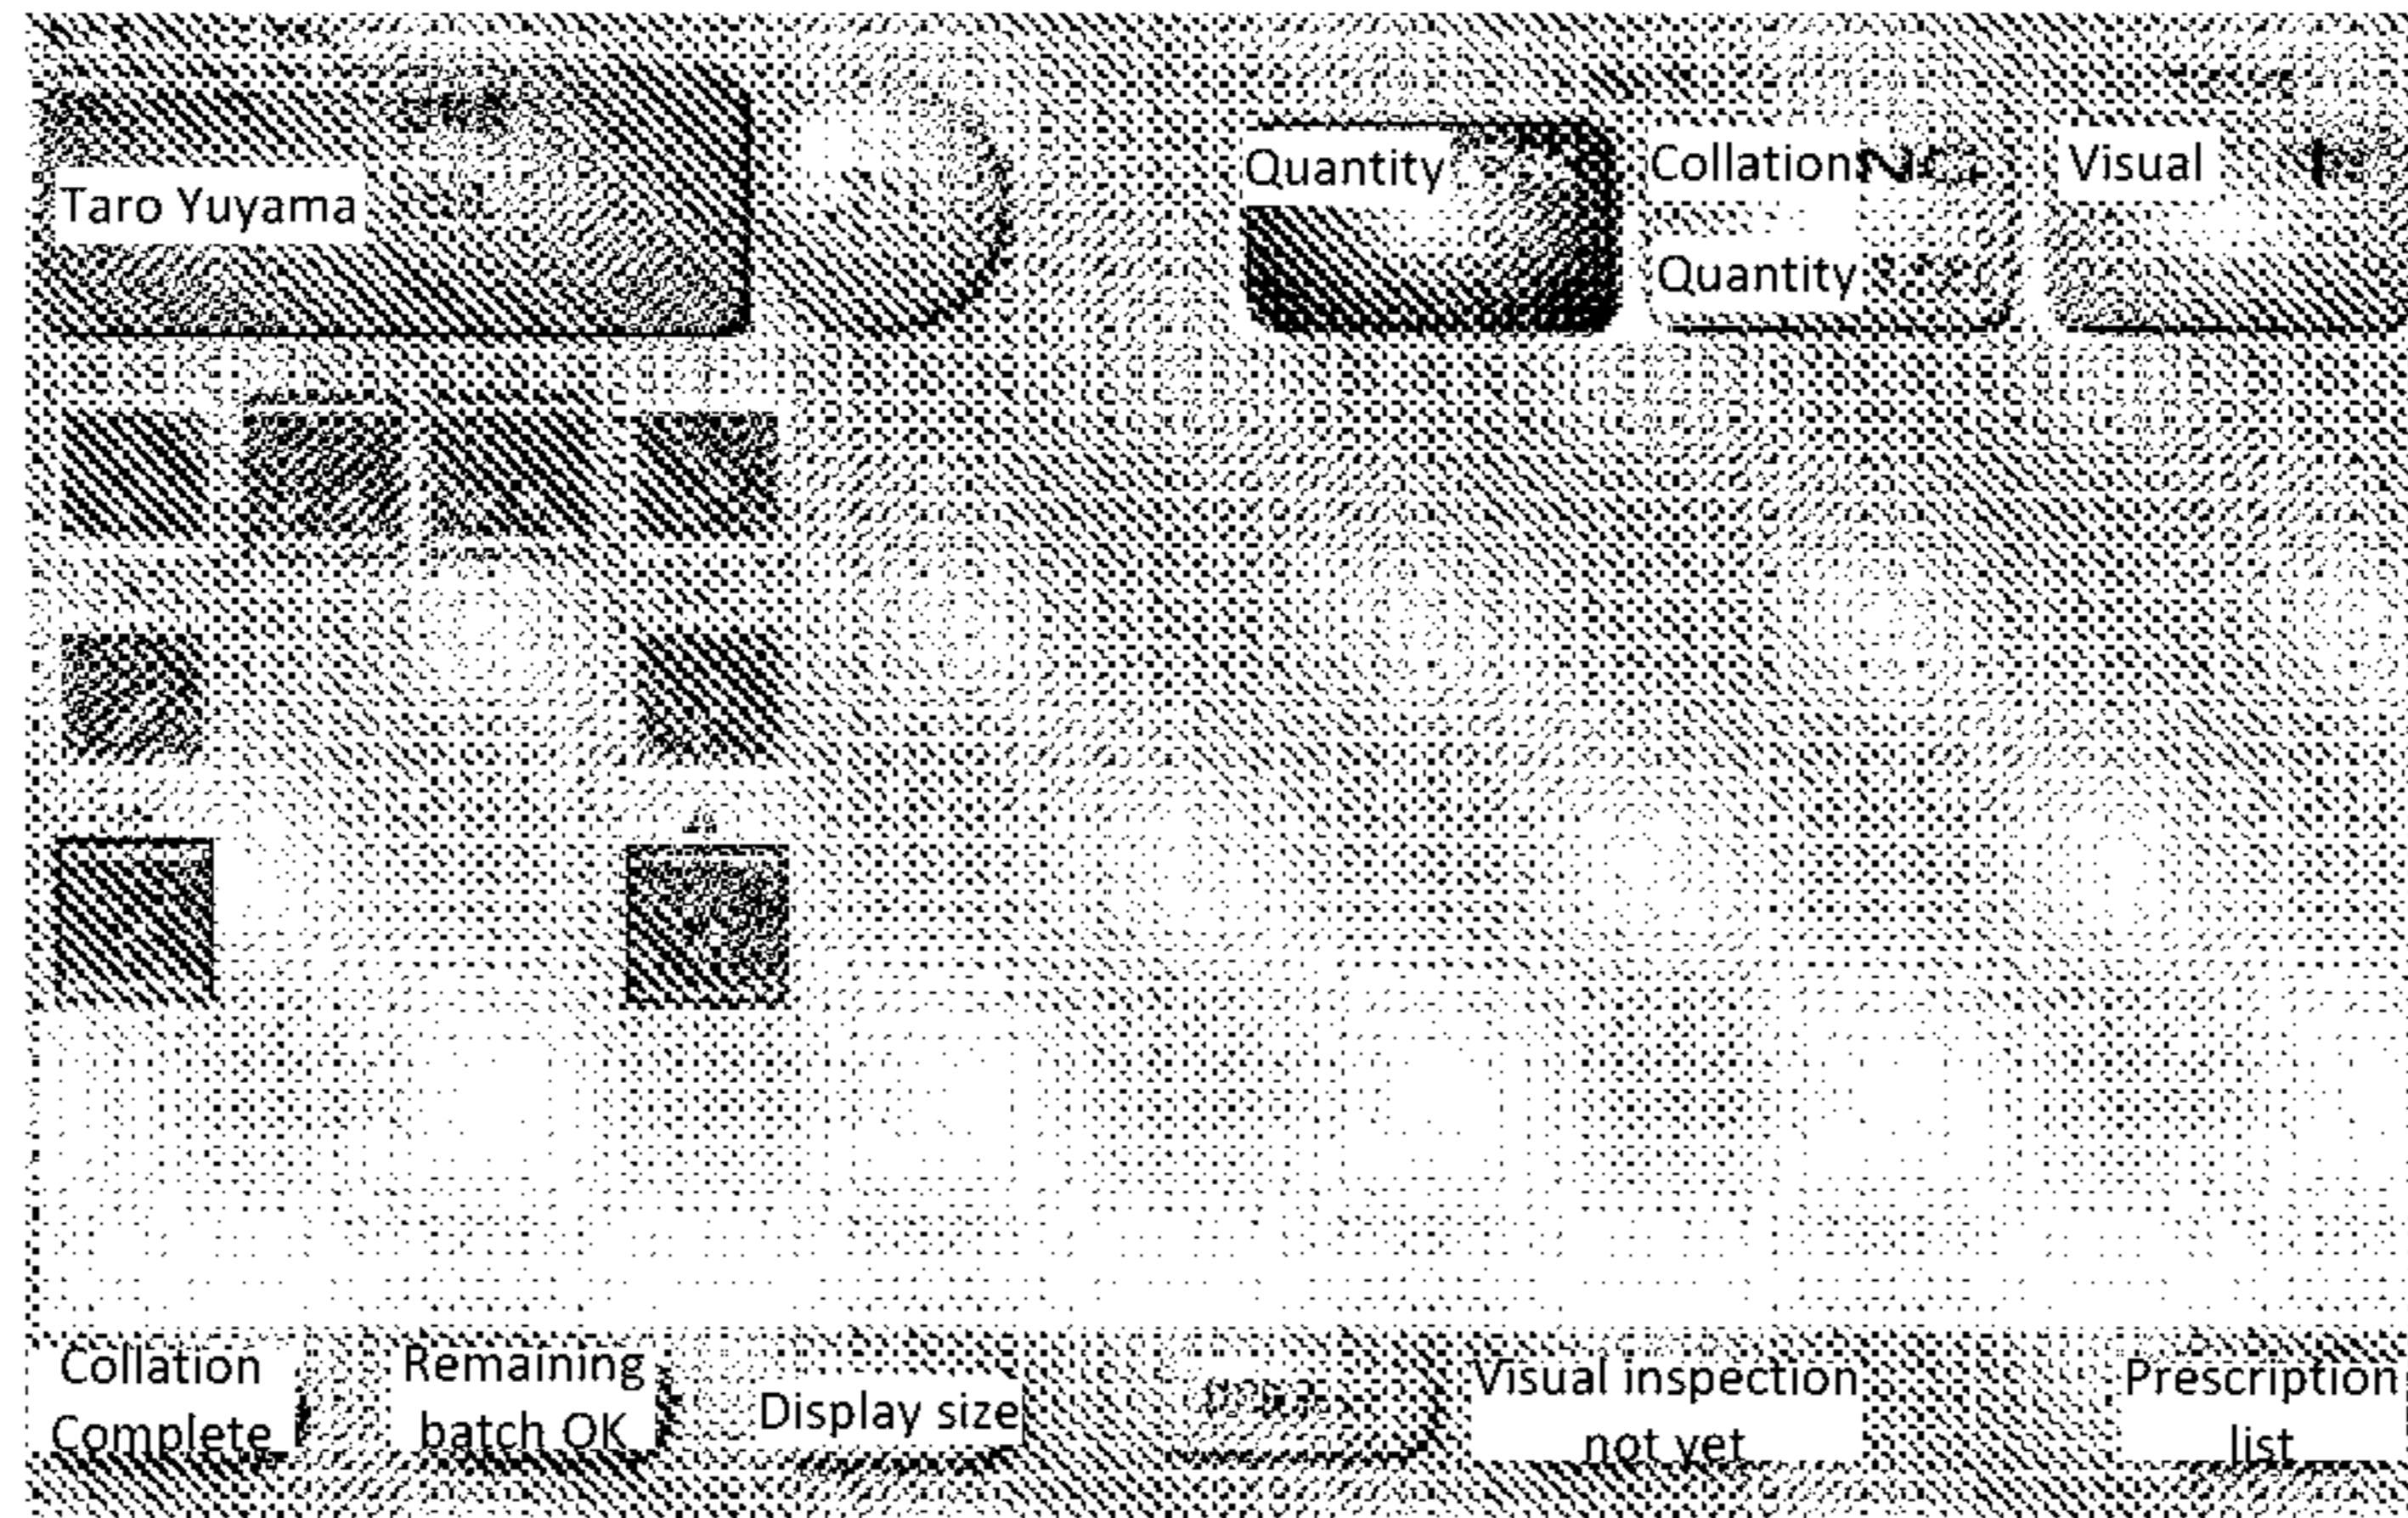 Taro Yuyama
Quantity
Collation NG
Quantity
Visual
Collation
Complete
Remaining
batch OK
Display size
Visual inspection
not yet
Prescription
list